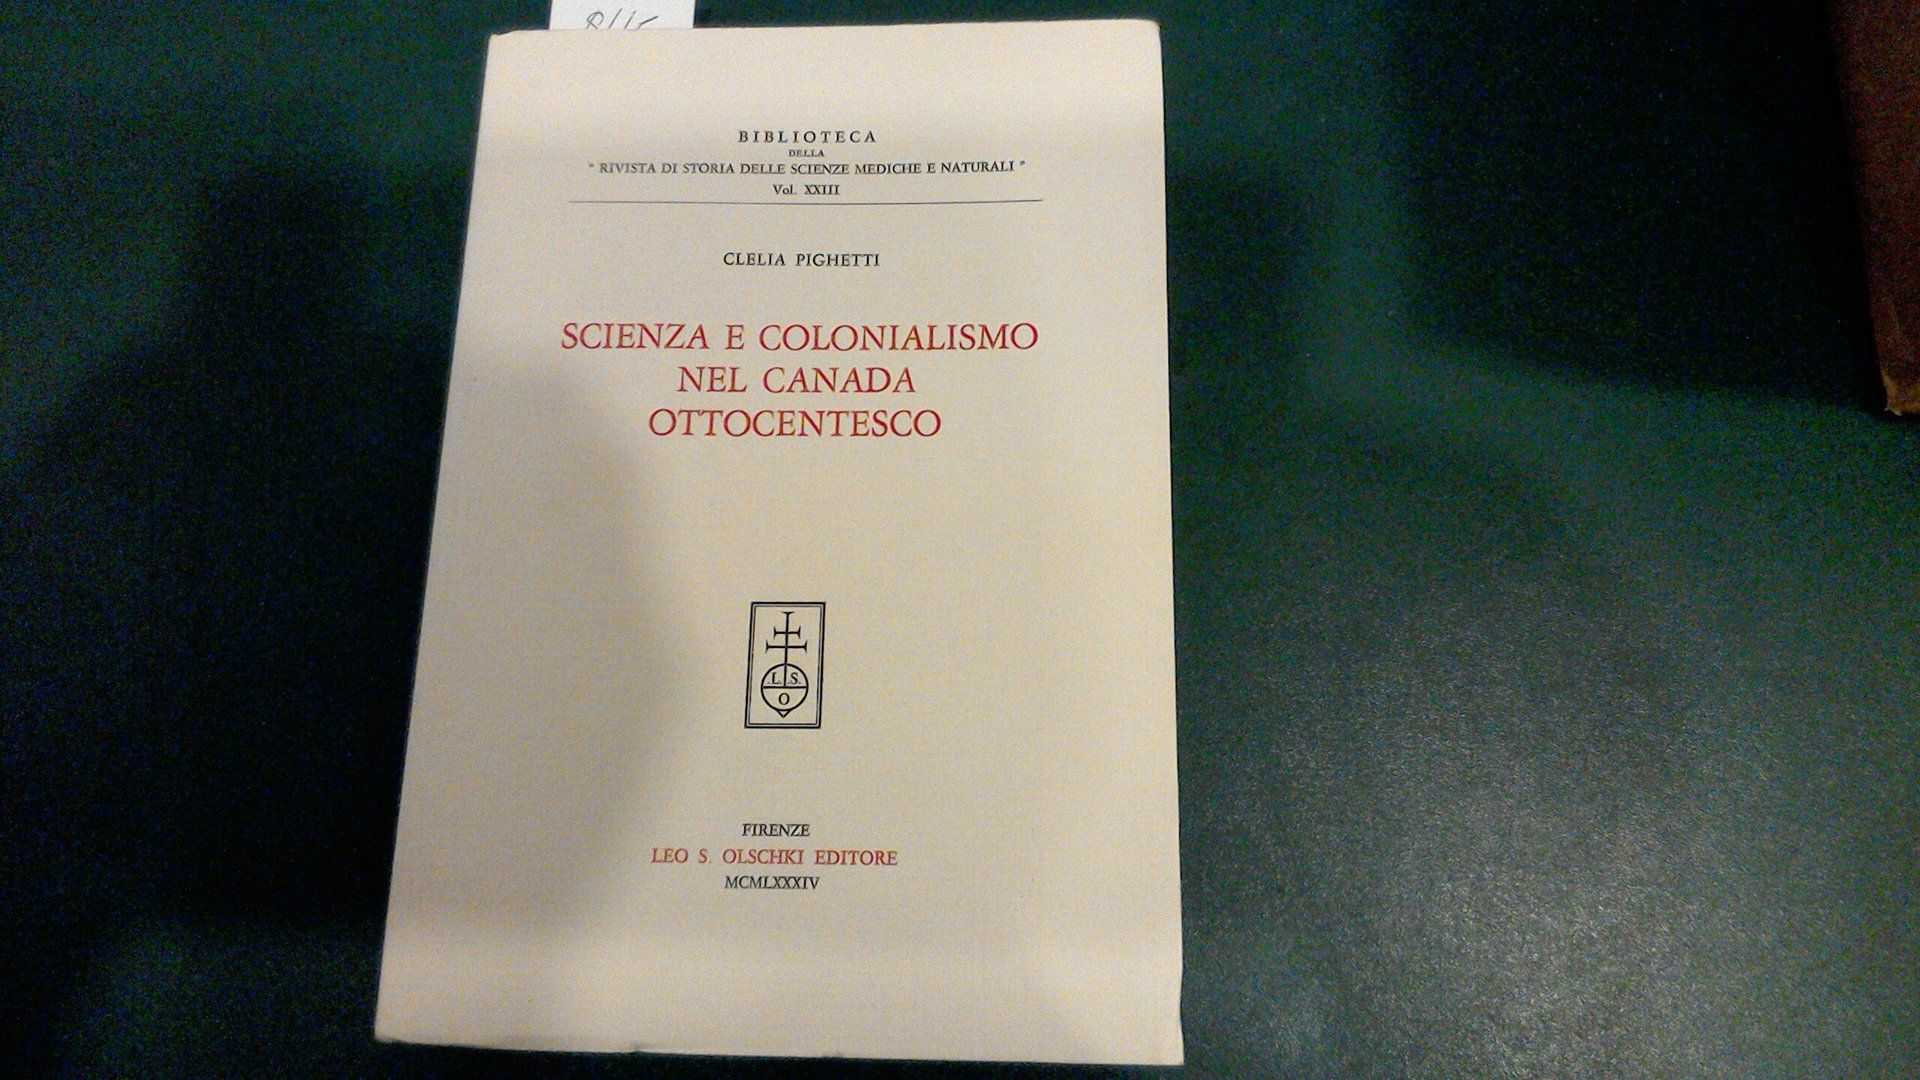 BIBLIOTECA
DELLA
" RIVISTA DI STORIA DELLE SCIENZE MEDICHE E NATURALI "
Vol. XXIII
CLELIA PIGHETTI
SCIENZA E COLONIALISMO
NEL CANADA
OTTOCENTESCO
L. S.
O
FIRENZE
LEO S. OLSCHKI EDITORE
MCMLXXXIV